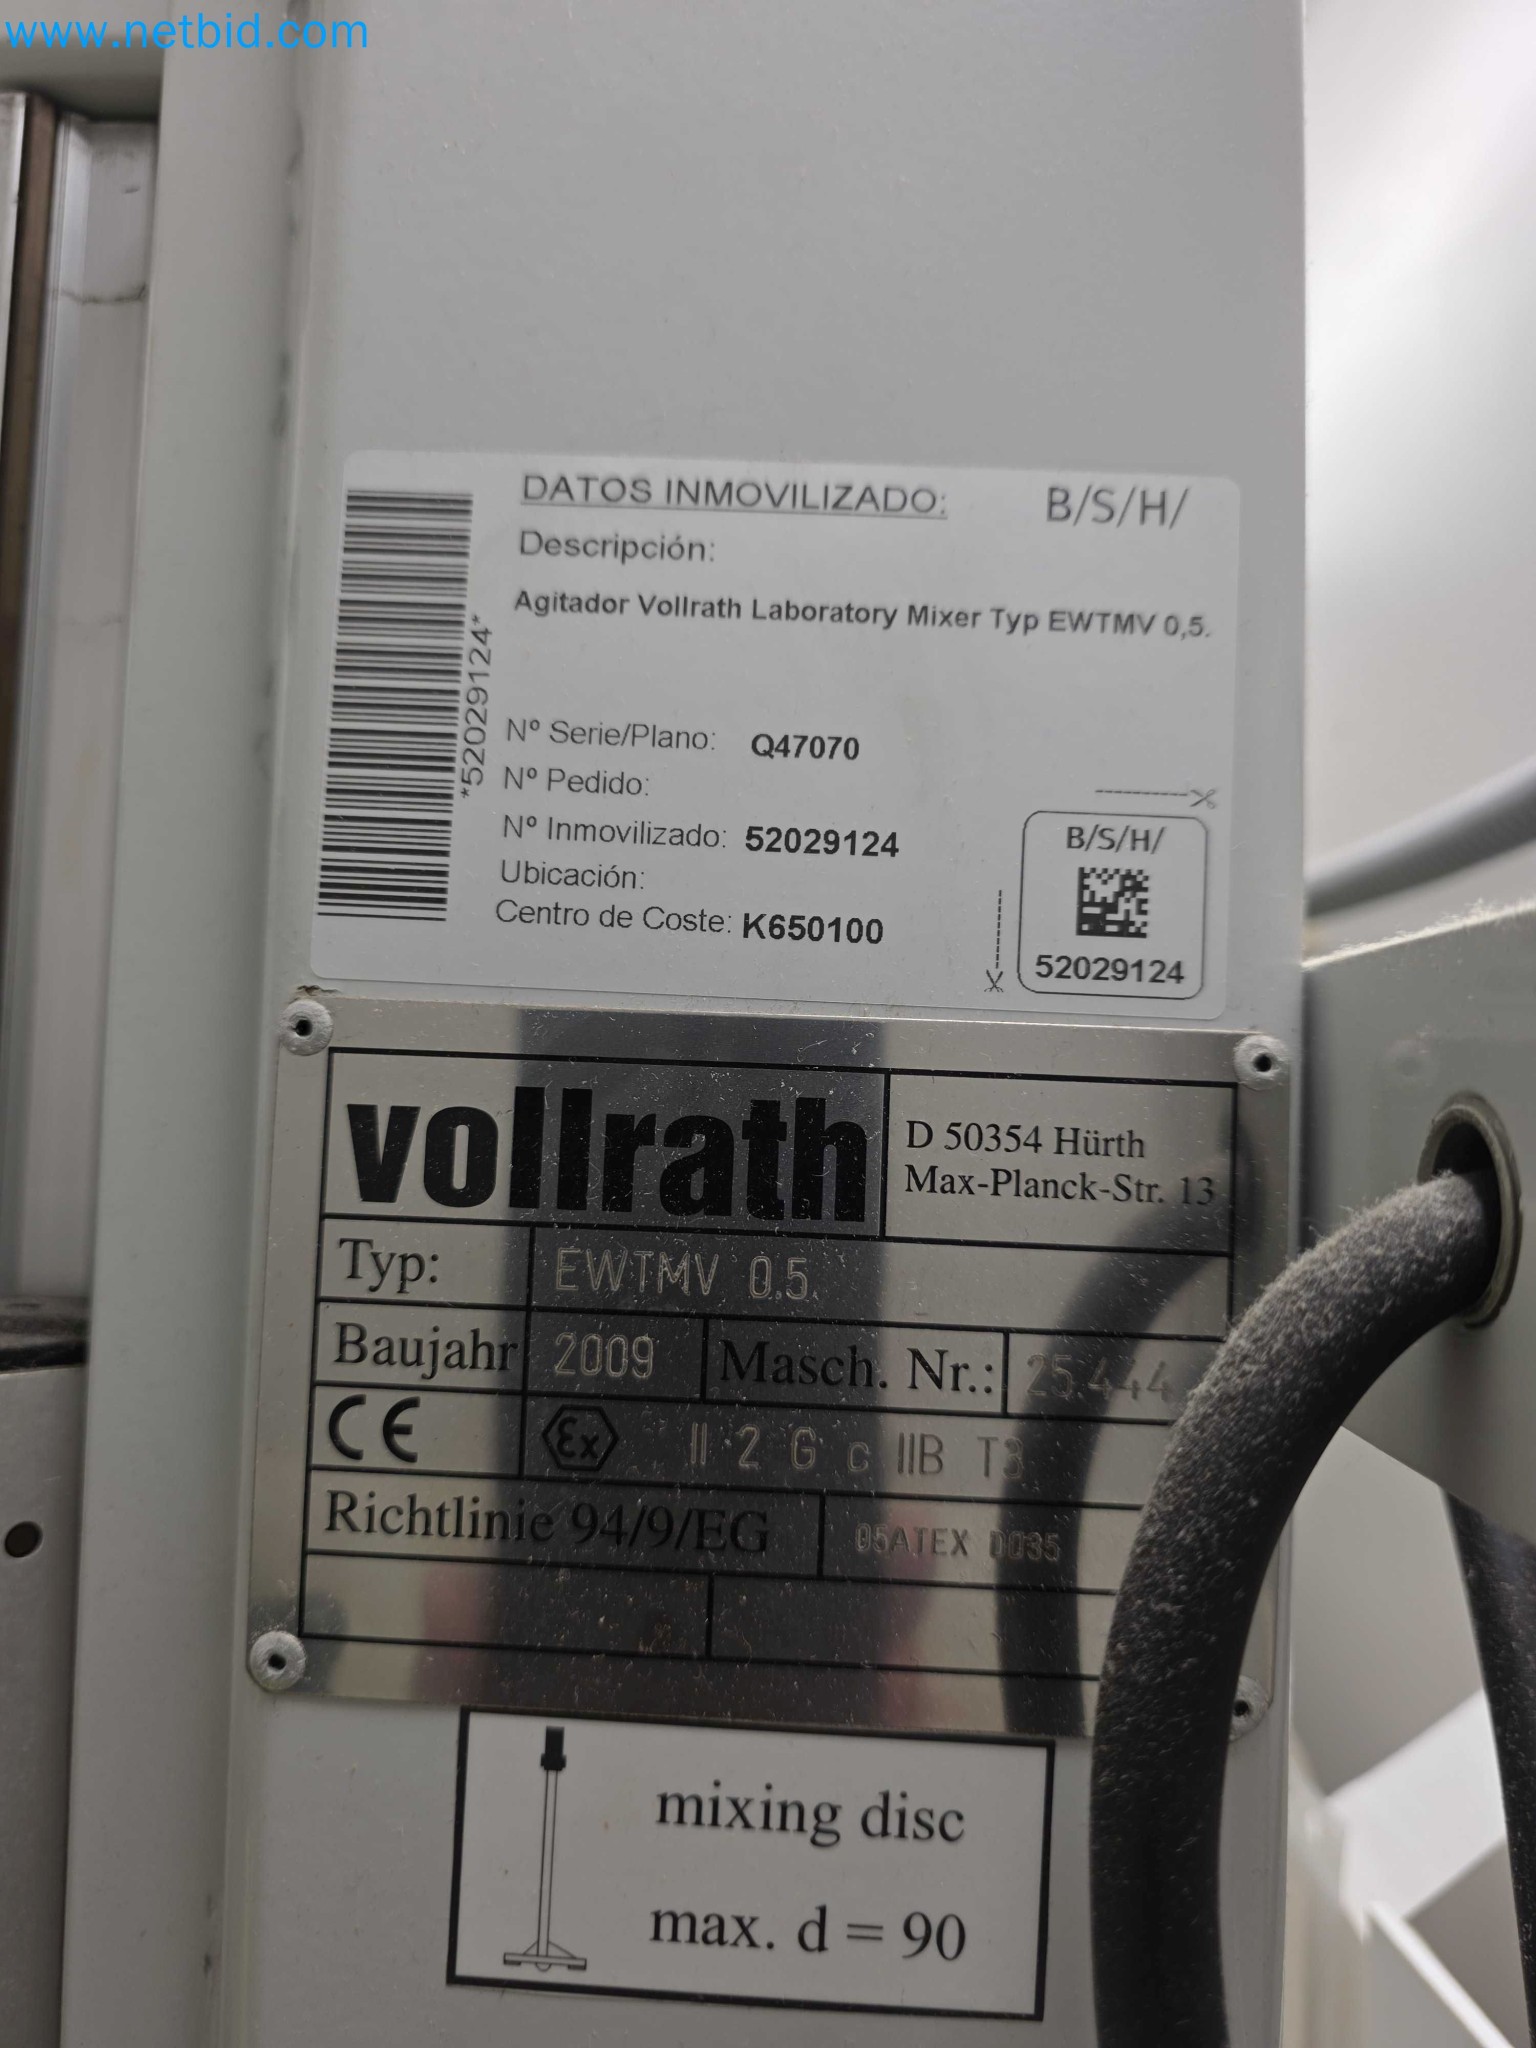 www.netbid.com
DATOS INMOVILIZADO:
B/S/H/
Descripción:
Agitador Vollrath Laboratory Mixer Typ EWTMV 0,5.
*52029124*
Nº Serie/Plano: Q47070
Nº Pedido:
Nº Inmovilizado: 52029124
Ubicación:
Centro de Coste: K650100
B/S/H/
52029124
vollrath
D 50354 Hürth
Max-Planck-Str. 13
Typ: EWTMV 0.5.
Baujahr 2009 Masch. Nr.: 25.444
CE Ex II 2 G c IIB T3
Richtlinie 94/9/EG 05ATEX D035
mixing disc
max. d = 90